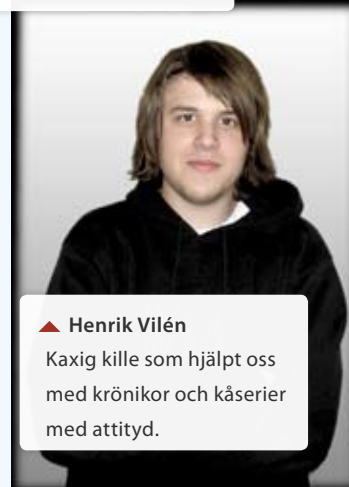 Henrik Vilén
Kaxig kille som hjälpt oss
med krönikor och kåserier
med attityd.